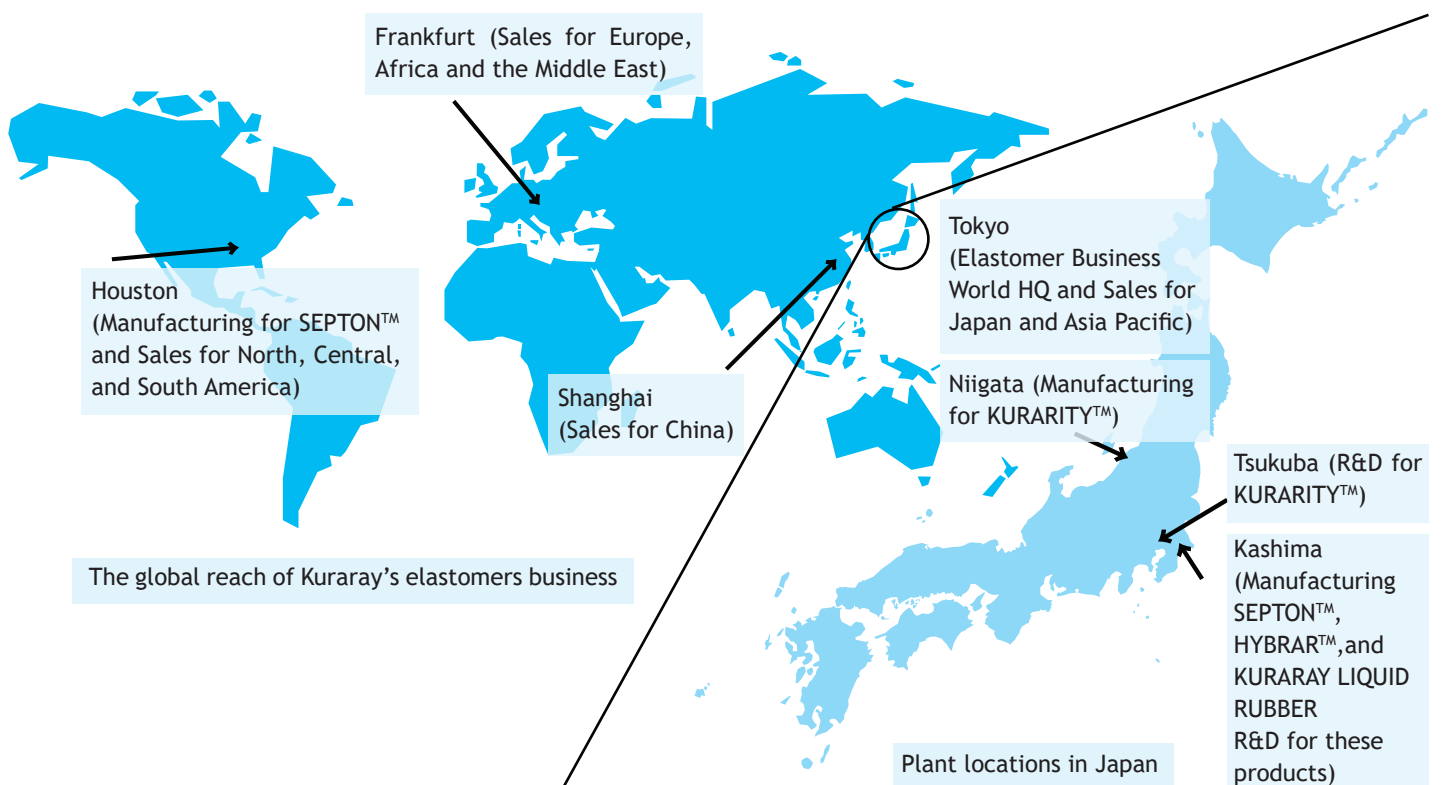 Frankfurt (Sales for Europe,
Africa and the Middle East)
Houston
(Manufacturing for SEPTON™
and Sales for North, Central,
and South America)
Shanghai
(Sales for China)
Tokyo
(Elastomer Business
World HQ and Sales for
Japan and Asia Pacific)
Niigata (Manufacturing
for KURARITY™)
Tsukuba (R&D for
KURARITY™)
Kashima
(Manufacturing
SEPTON™,
HYBRAR™,and
KURARAY LIQUID
RUBBER
R&D for these
products)
The global reach of Kuraray’s elastomers business
Plant locations in Japan